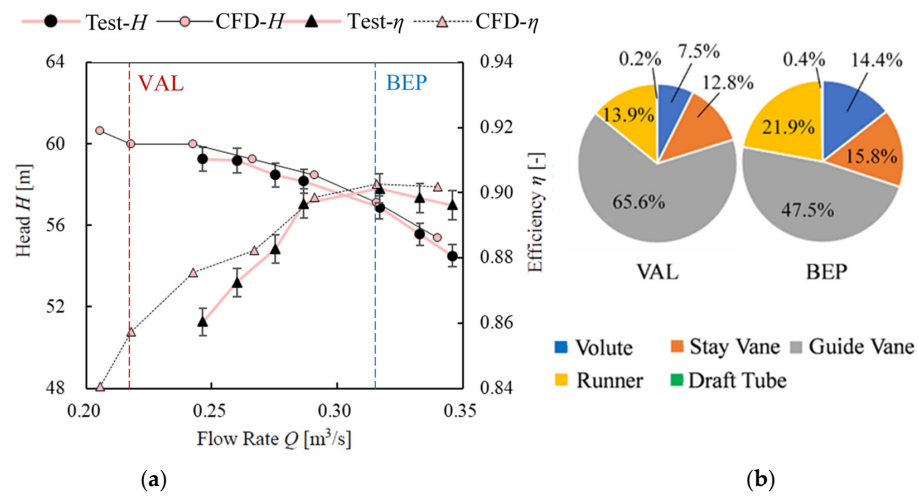 (a) Test-H CFD-H Test-η CFD-η
64 0.94
VAL BEP
60 0.92
0.90
56
0.88
52
0.86
48 0.84
0.20 0.25 0.30 0.35
Head H [m]
Efficiency η [-]
Flow Rate Q [m³/s]
(a)
0.2% 7.5% 0.4% 14.4%
12.8%
13.9% 21.9%
15.8%
65.6% 47.5%
VAL BEP
Volute Stay Vane Guide Vane
Runner Draft Tube
(b)